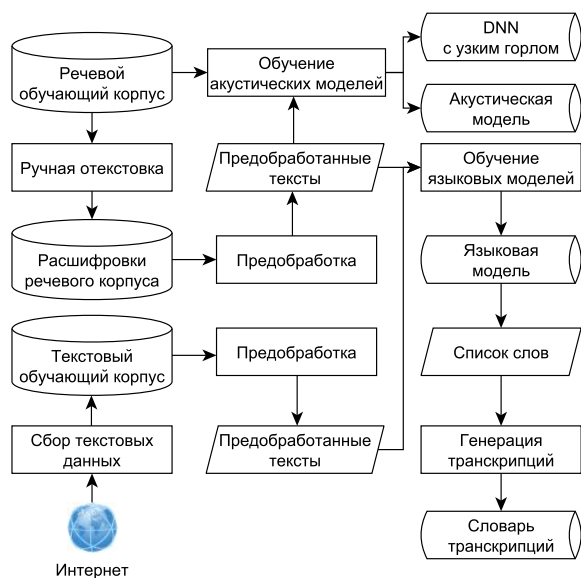 Речевой
обучающий корпус
Обучение
акустических моделей
DNN
с узким горлом
Акустическая
модель
Ручная отекстовка
Предобработанные
тексты
Обучение
языковых моделей
Расшифровки
речевого корпуса
Предобработка
Языковая
модель
Текстовый
обучающий корпус
Предобработка
Список слов
Сбор текстовых
данных
Предобработанные
тексты
Генерация
транскрипций
Интернет
Словарь
транскрипций